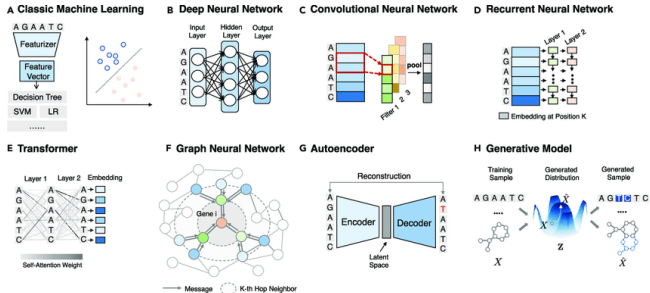 A Classic Machine Learning
A G A A T C
Featurizer
Feature
Vector
Decision Tree
SVM LR
......
B Deep Neural Network
Input
Layer
Hidden
Layer
Output
Layer
A
G
A
A
T
C
C Convolutional Neural Network
A
G
A
A
T
C
pool
Filter 1 2 3
D Recurrent Neural Network
Layer 1
Layer 2
A
G
A
A
T
C
Embedding at Position K
E Transformer
Layer 1 Layer 2 Embedding
A A A
G G G
A A A
A A A
T T T
C C C
Self-Attention Weight
F Graph Neural Network
Gene i
Message K-th Hop Neighbor
G Autoencoder
Reconstruction
A
G
A
A
T
C
Encoder
Decoder
A
T
A
A
T
C
Latent
Space
H Generative Model
Training
Sample
Generated
Distribution
Generated
Sample
A G A A T C
X̂
A G T C T C
....
X
....
Z
X
X̂